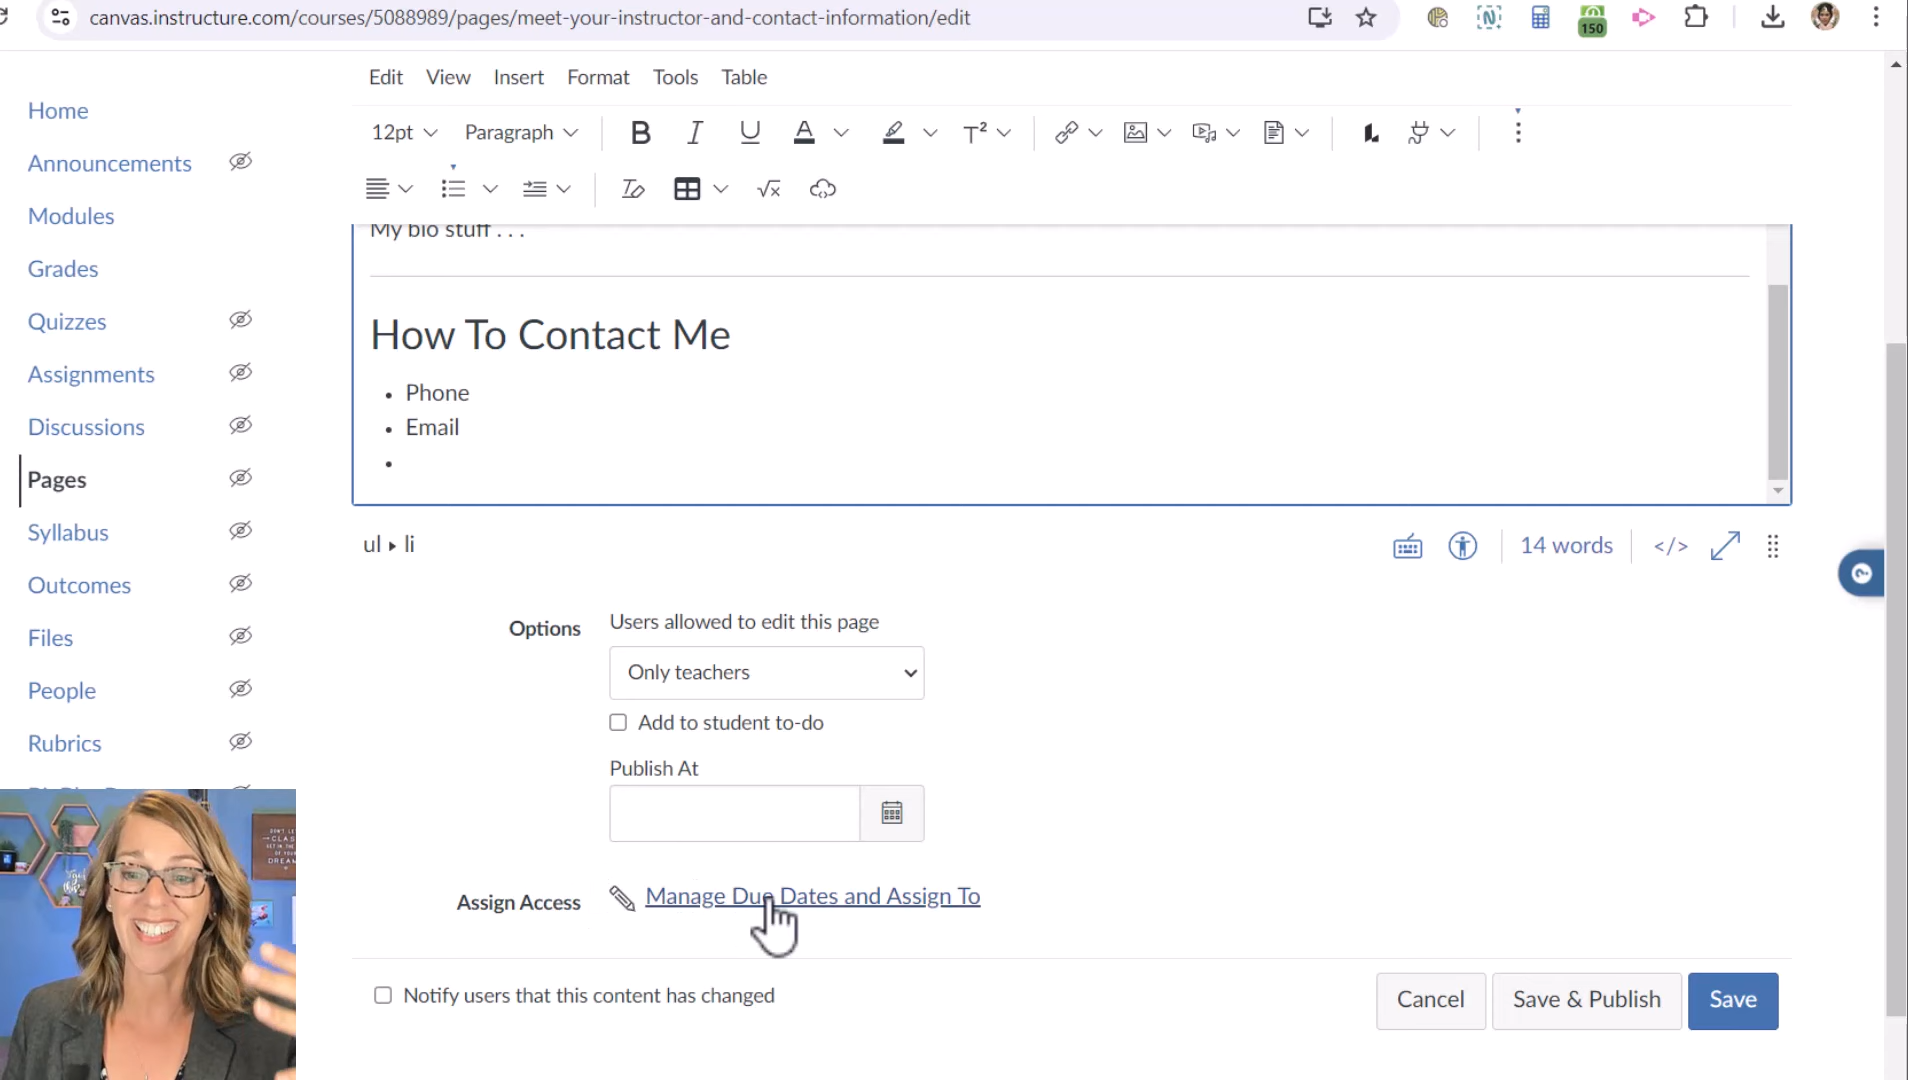 canvas.instructure.com/courses/5088989/pages/meet-your-instructor-and-contact-information/edit
150
Edit View Insert Format Tools Table
12pt Paragraph B I U A T²
√x
Home
Announcements
Modules
Grades
Quizzes
Assignments
Discussions
Pages
Syllabus
Outcomes
Files
People
Rubrics
My bio stuff . . .
How To Contact Me
• Phone
• Email
•
ul ▸ li
14 words </>
Options
Users allowed to edit this page
Only teachers
Add to student to-do
Publish At
Assign Access
Manage Due Dates and Assign To
Notify users that this content has changed
Cancel
Save & Publish
Save